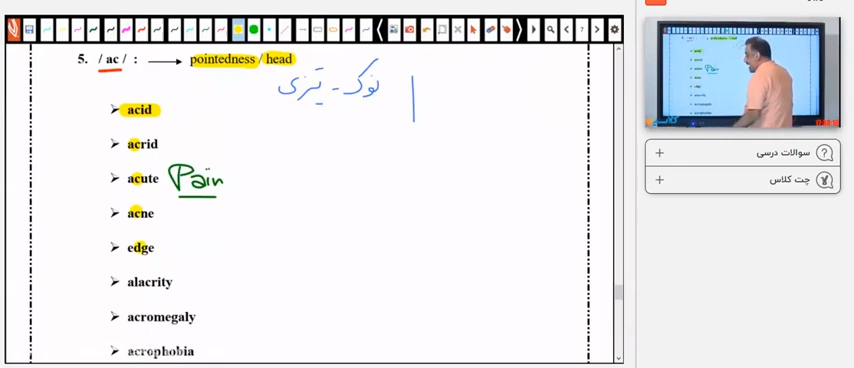 5. / ac / : → pointedness / head
نوک - تیزی
➢ acid
➢ acrid
➢ acute Pain
➢ acne
➢ edge
➢ alacrity
➢ acromegaly
➢ acrophobia
سوالات درسی
چت کلاس